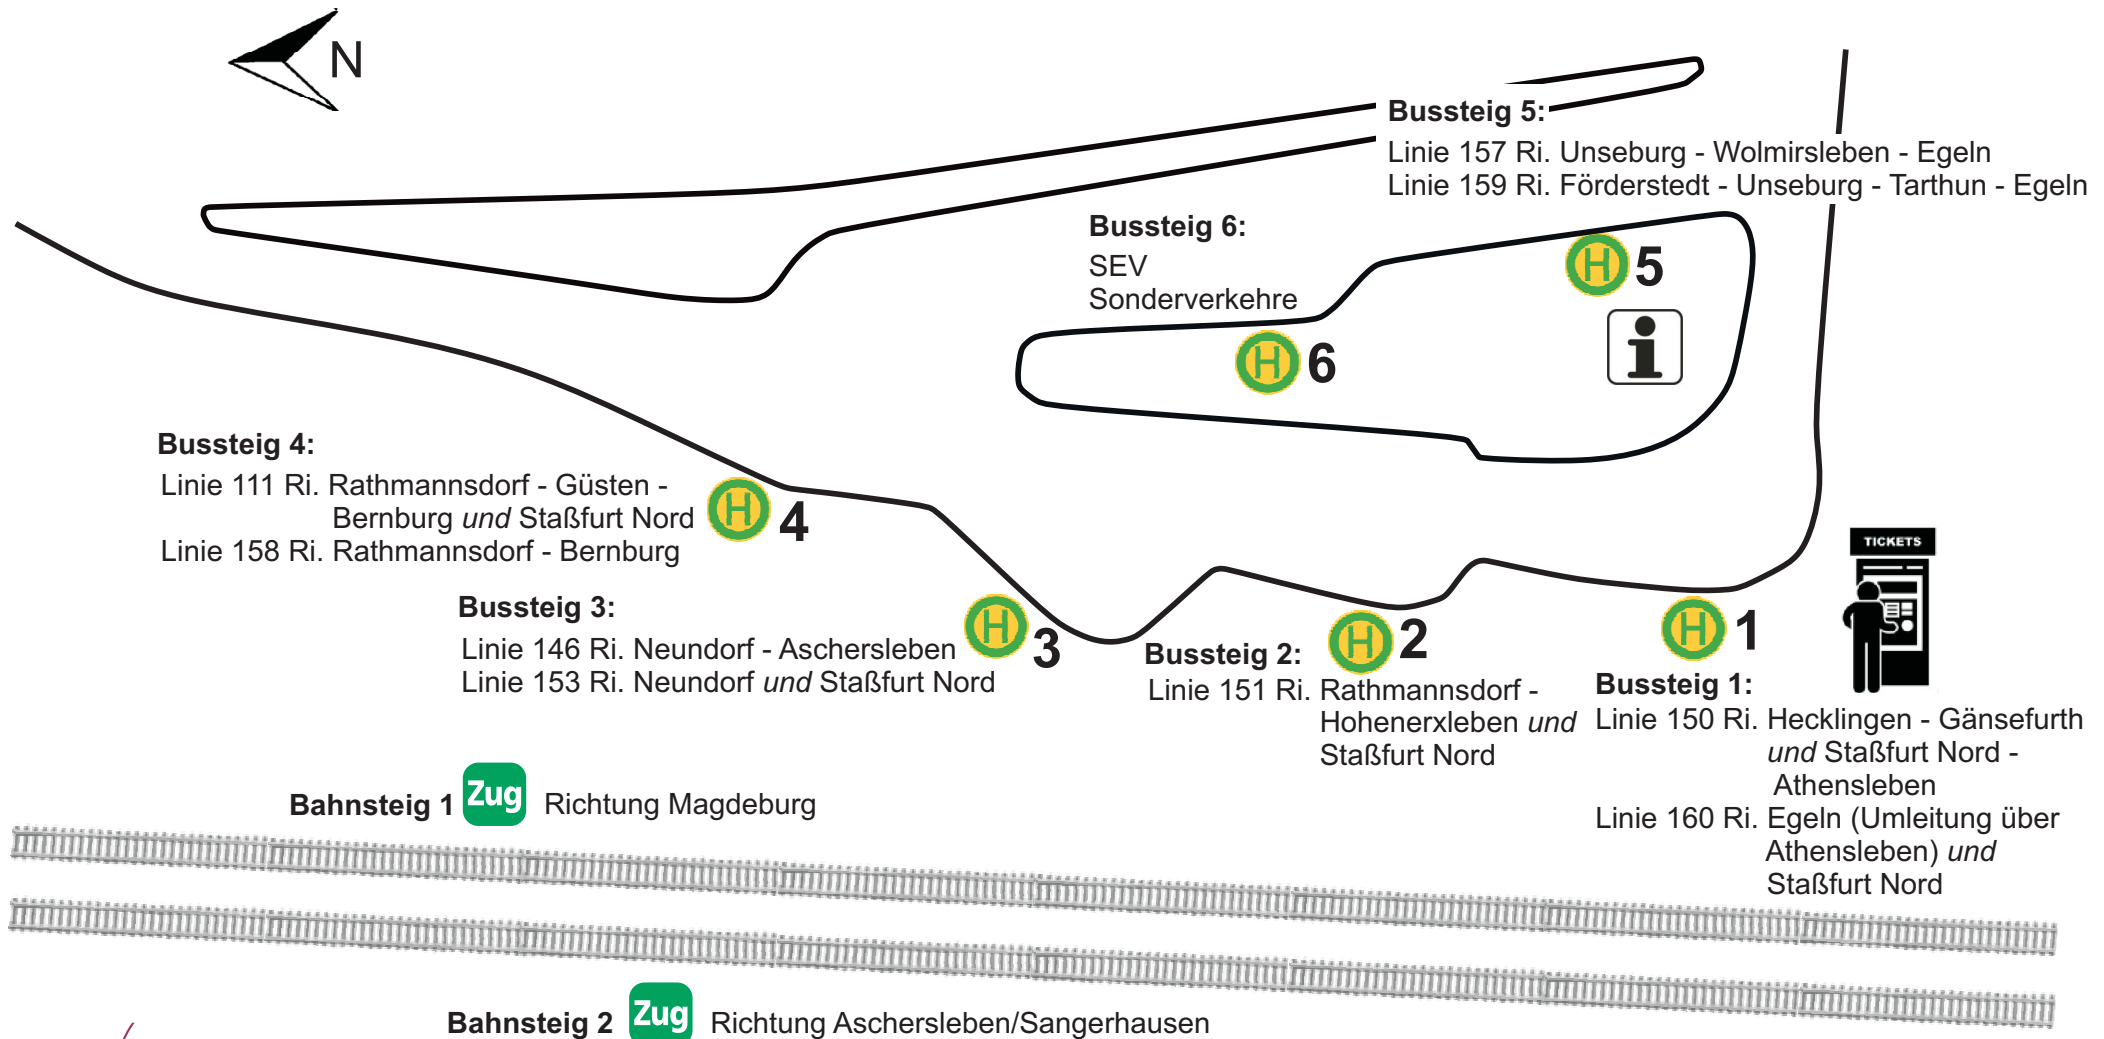 N
Bussteig 5:
Linie 157 Ri. Unseburg - Wolmirsleben - Egeln
Linie 159 Ri. Förderstedt - Unseburg - Tarthun - Egeln
Bussteig 6:
SEV
Sonderverkehre
H 5
H 6
i
Bussteig 4:
Linie 111 Ri. Rathmannsdorf - Güsten -
Bernburg und Staßfurt Nord
Linie 158 Ri. Rathmannsdorf - Bernburg
H 4
Bussteig 3:
Linie 146 Ri. Neundorf - Aschersleben
Linie 153 Ri. Neundorf und Staßfurt Nord
H 3
Bussteig 2:
H 2
Linie 151 Ri. Rathmannsdorf -
Hohenerxleben und
Staßfurt Nord
H 1
TICKETS
Bussteig 1:
Linie 150 Ri. Hecklingen - Gänsefurth
und Staßfurt Nord -
Athensleben
Linie 160 Ri. Egeln (Umleitung über
Athensleben) und
Staßfurt Nord
Bahnsteig 1 Zug Richtung Magdeburg
Bahnsteig 2 Zug Richtung Aschersleben/Sangerhausen